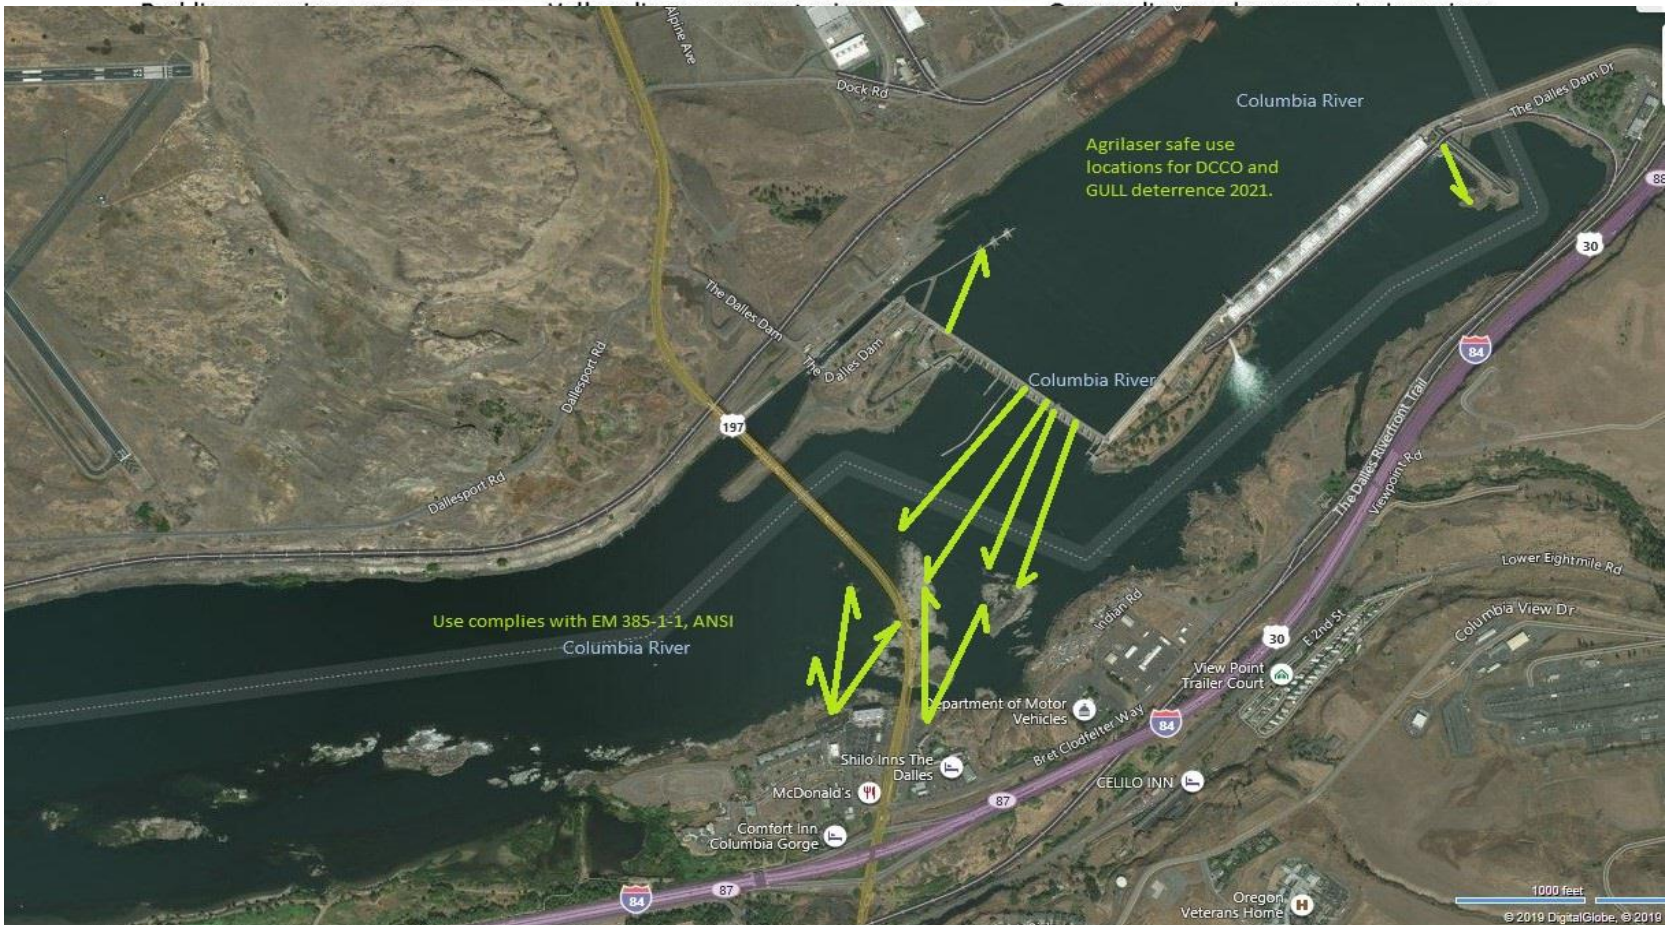 Alpine Ave
Dock Rd
Columbia River
The Dalles Dam Dr
Agrilaser safe use
locations for DCCO and
GULL deterrence 2021.
88
30
The Dalles Dam
The Dalles Dam
Dallesport Rd
84
Columbia River
197
The Dalles Riverfront Trail
Viewpoint Rd
Dallesport Rd
Lower Eightmile Rd
Indian Rd
Columbia View Dr
Use complies with EM 385-1-1, ANSI
Columbia River
30
E 2nd St
View Point
Trailer Court
Department of Motor
Vehicles
84
Bret Clodfelter Way
Shilo Inns The
Dalles
CELILO INN
McDonald's
87
Comfort Inn
Columbia Gorge
87
84
Oregon
Veterans Home
H
1000 feet
© 2019 DigitalGlobe, © 2019